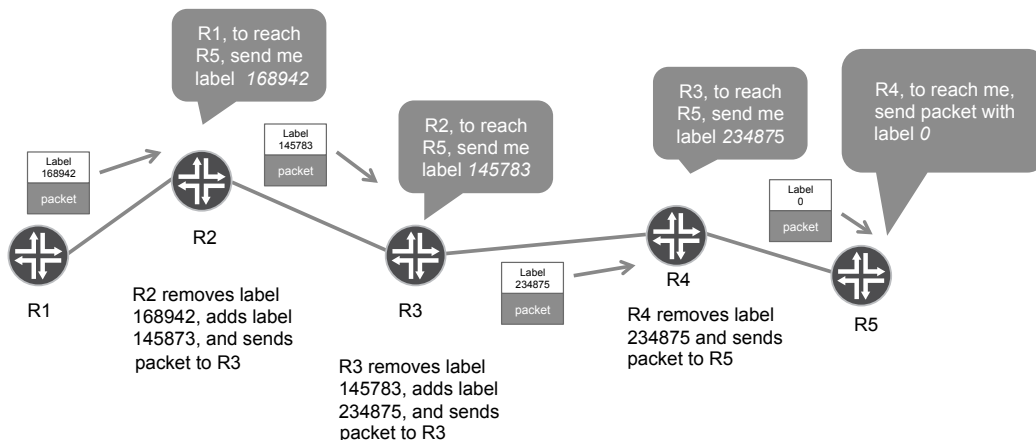 R1, to reach
R5, send me
label 168942
R3, to reach
R5, send me
label 234875
R4, to reach me,
send packet with
label 0
R2, to reach
R5, send me
label 145783
Label
168942
packet
Label
145783
packet
Label
0
packet
Label
234875
packet
R1
R2
R3
R4
R5
R2 removes label
168942, adds label
145873, and sends
packet to R3
R3 removes label
145783, adds label
234875, and sends
packet to R3
R4 removes label
234875 and sends
packet to R5